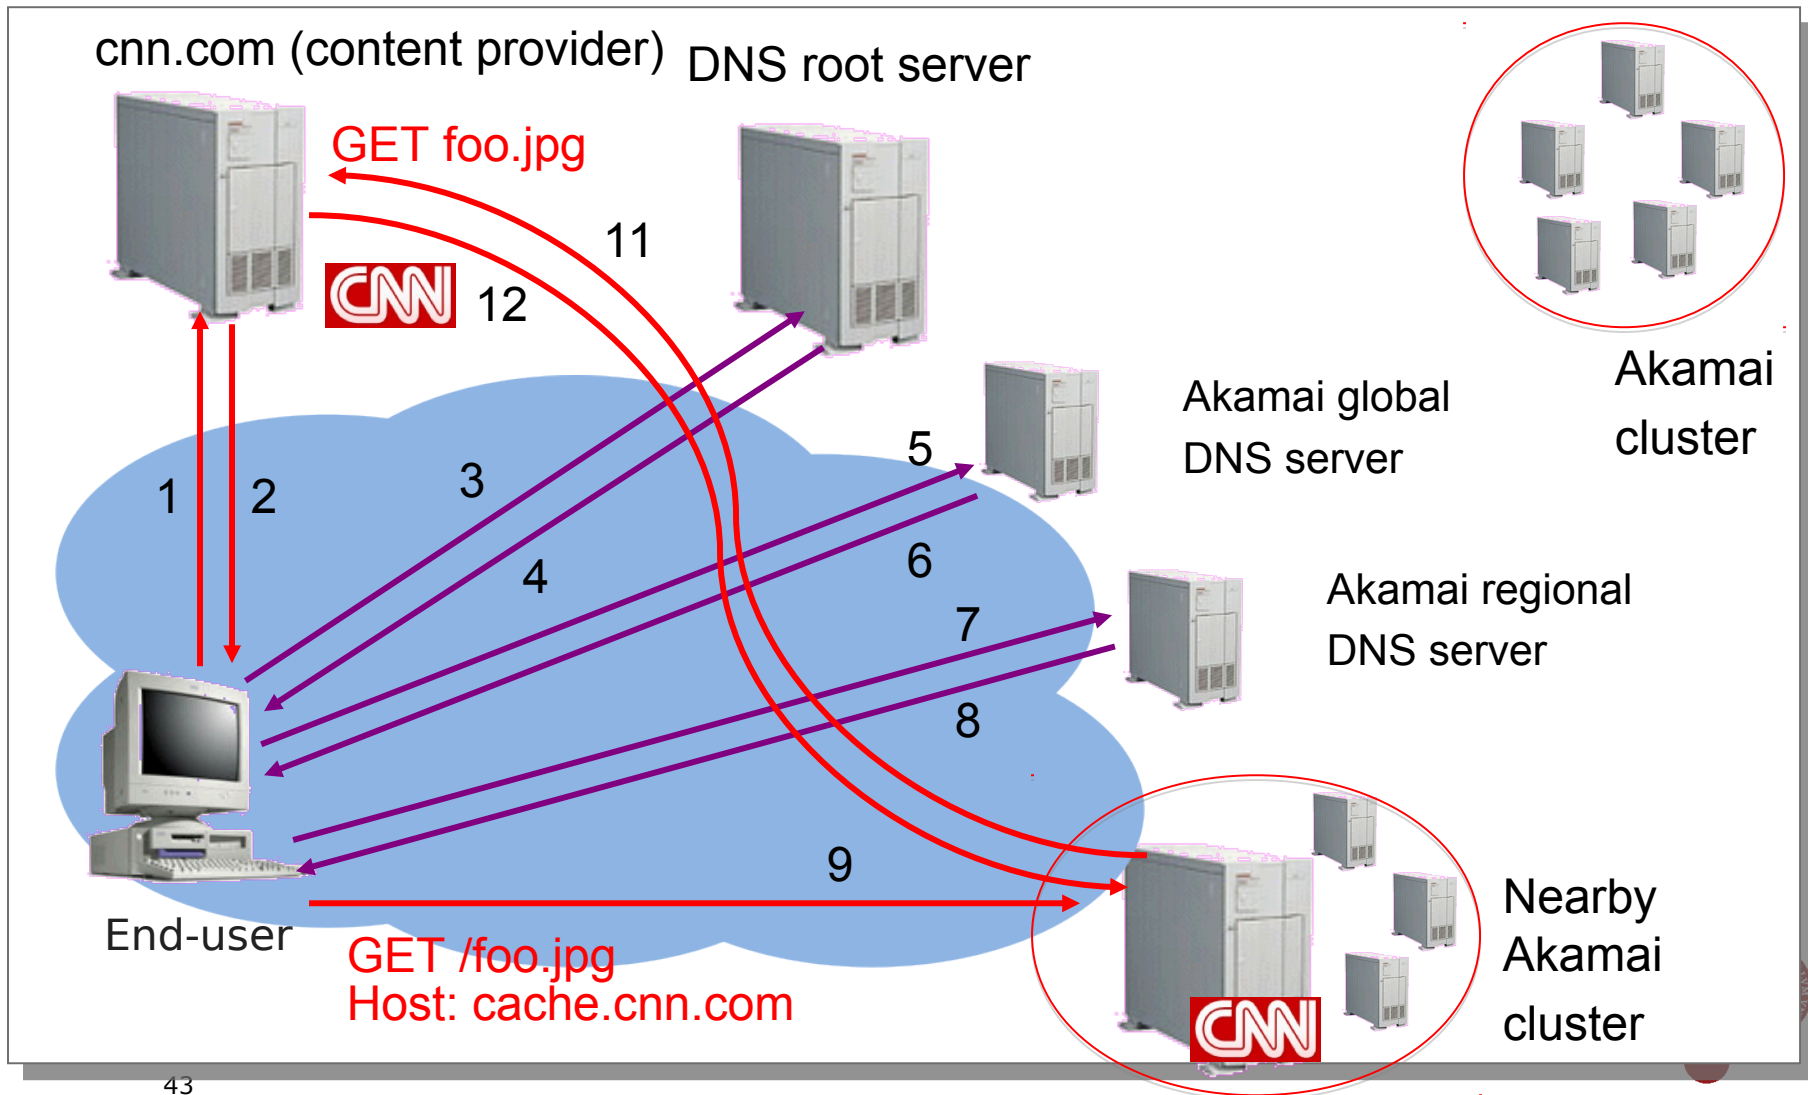 cnn.com (content provider)
DNS root server
GET foo.jpg
11
CNN
12
Akamai
cluster
Akamai global
DNS server
5
3
1
2
4
6
Akamai regional
DNS server
7
8
9
End-user
GET /foo.jpg
Host: cache.cnn.com
Nearby
Akamai
cluster
CNN
43